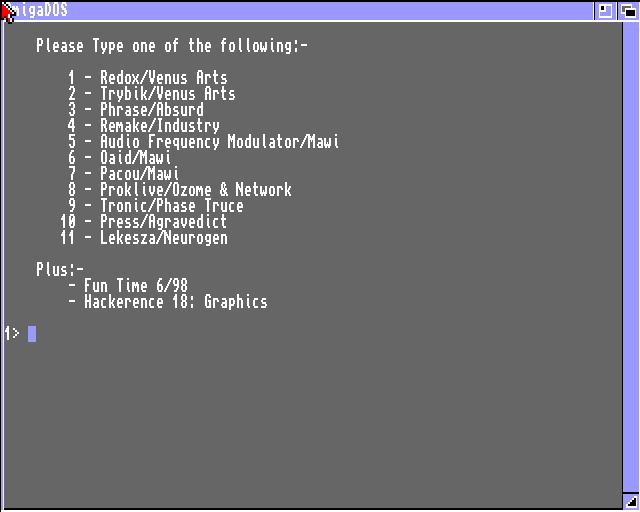 migaDOS
Please Type one of the following:-
1 - Redox/Venus Arts
2 - Trybik/Venus Arts
3 - Phrase/Absurd
4 - Remake/Industry
5 - Audio Frequency Modulator/Mawi
6 - Oaid/Mawi
7 - Pacou/Mawi
8 - Proklive/Ozome & Network
9 - Tronic/Phase Truce
10 - Press/Agravedict
11 - Lekesza/Neurogen
Plus:-
- Fun Time 6/98
- Hackerence 18: Graphics
1>